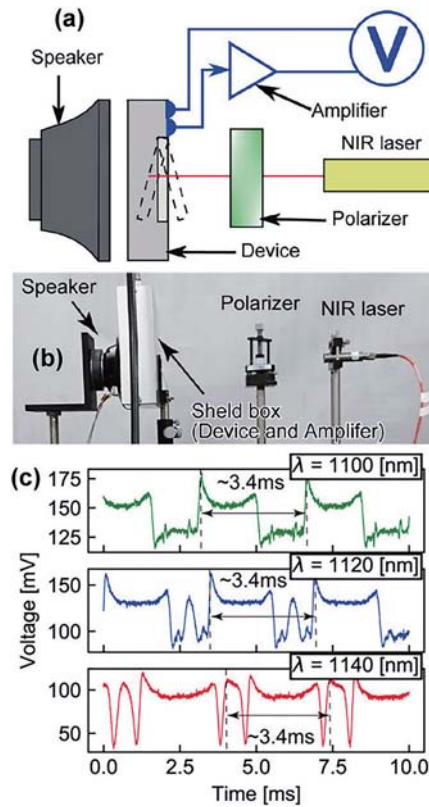 (a)
Speaker
V
Amplifier
NIR laser
Polarizer
Device
Speaker
Polarizer
NIR laser
(b)
Sheld box
(Device and Amplifer)
(c)
λ = 1100 [nm]
175
150
125
~3.4ms
λ = 1120 [nm]
150
100
~3.4ms
λ = 1140 [nm]
100
50
~3.4ms
Voltage [mV]
0.0 2.5 5.0 7.5 10.0
Time [ms]